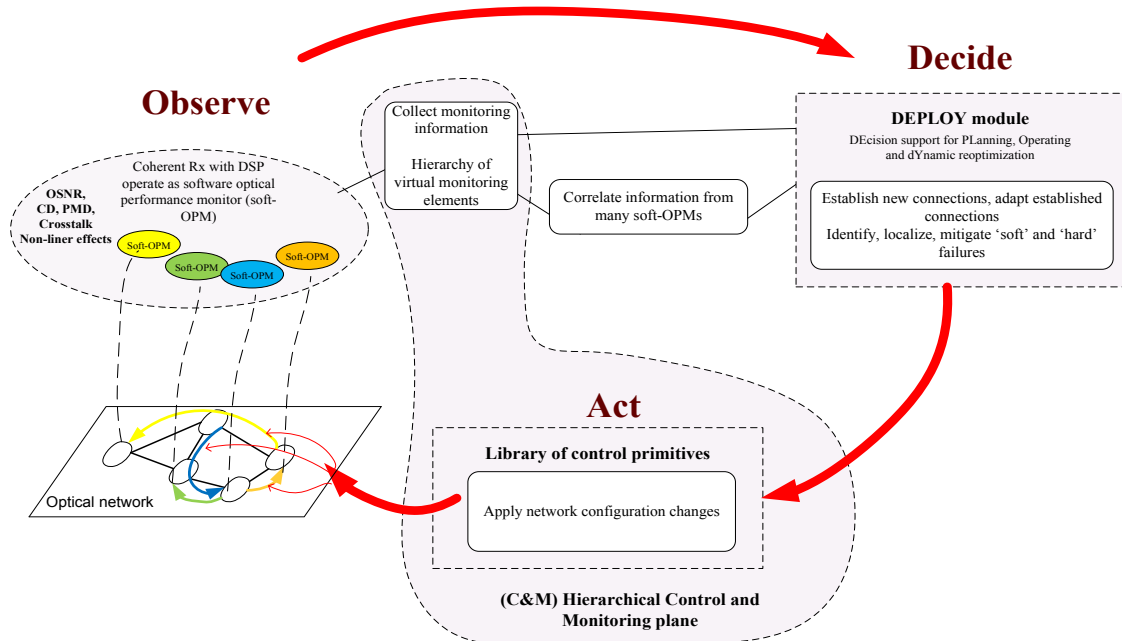 Observe
Decide
Collect monitoring
information
Hierarchy of
virtual monitoring
elements
DEPLOY module
DEcision support for PLanning, Operating
and dYnamic reoptimization
Coherent Rx with DSP
operate as software optical
performance monitor (soft-
OPM)
OSNR,
CD, PMD,
Crosstalk
Non-liner effects
Correlate information from
many soft-OPMs
Establish new connections, adapt established
connections
Identify, localize, mitigate ‘soft’ and ‘hard’
failures
Soft-OPM
Soft-OPM
Soft-OPM
Soft-OPM
Act
Library of control primitives
Apply network configuration changes
Optical network
(C&M) Hierarchical Control and
Monitoring plane